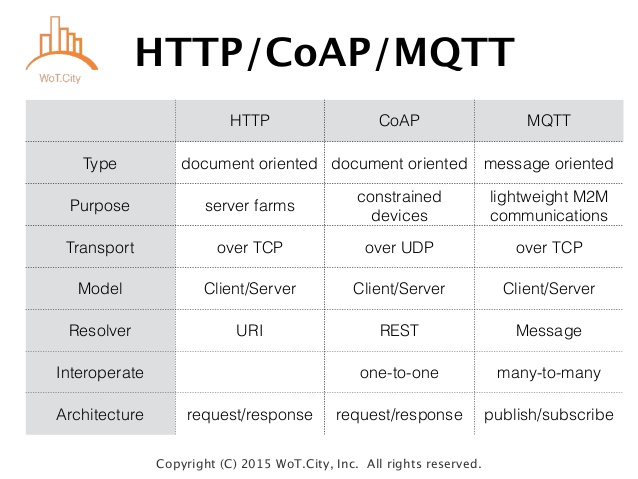 WoT.City
HTTP/CoAP/MQTT
HTTP CoAP MQTT
Type document oriented document oriented message oriented
Purpose server farms constrained devices lightweight M2M communications
Transport over TCP over UDP over TCP
Model Client/Server Client/Server Client/Server
Resolver URI REST Message
Interoperate one-to-one many-to-many
Architecture request/response request/response publish/subscribe
Copyright (C) 2015 WoT.City, Inc. All rights reserved.